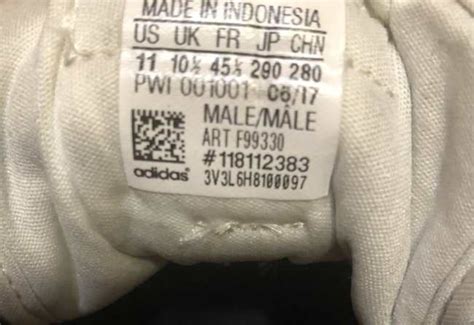 MADE IN INDONESIA
US UK FR JP CHN
11 10½ 45⅓ 290 280
PWI 001001 06/17
MALE/MÂLE
ART F99330
#118112383
adidas 3V3L6H8100097